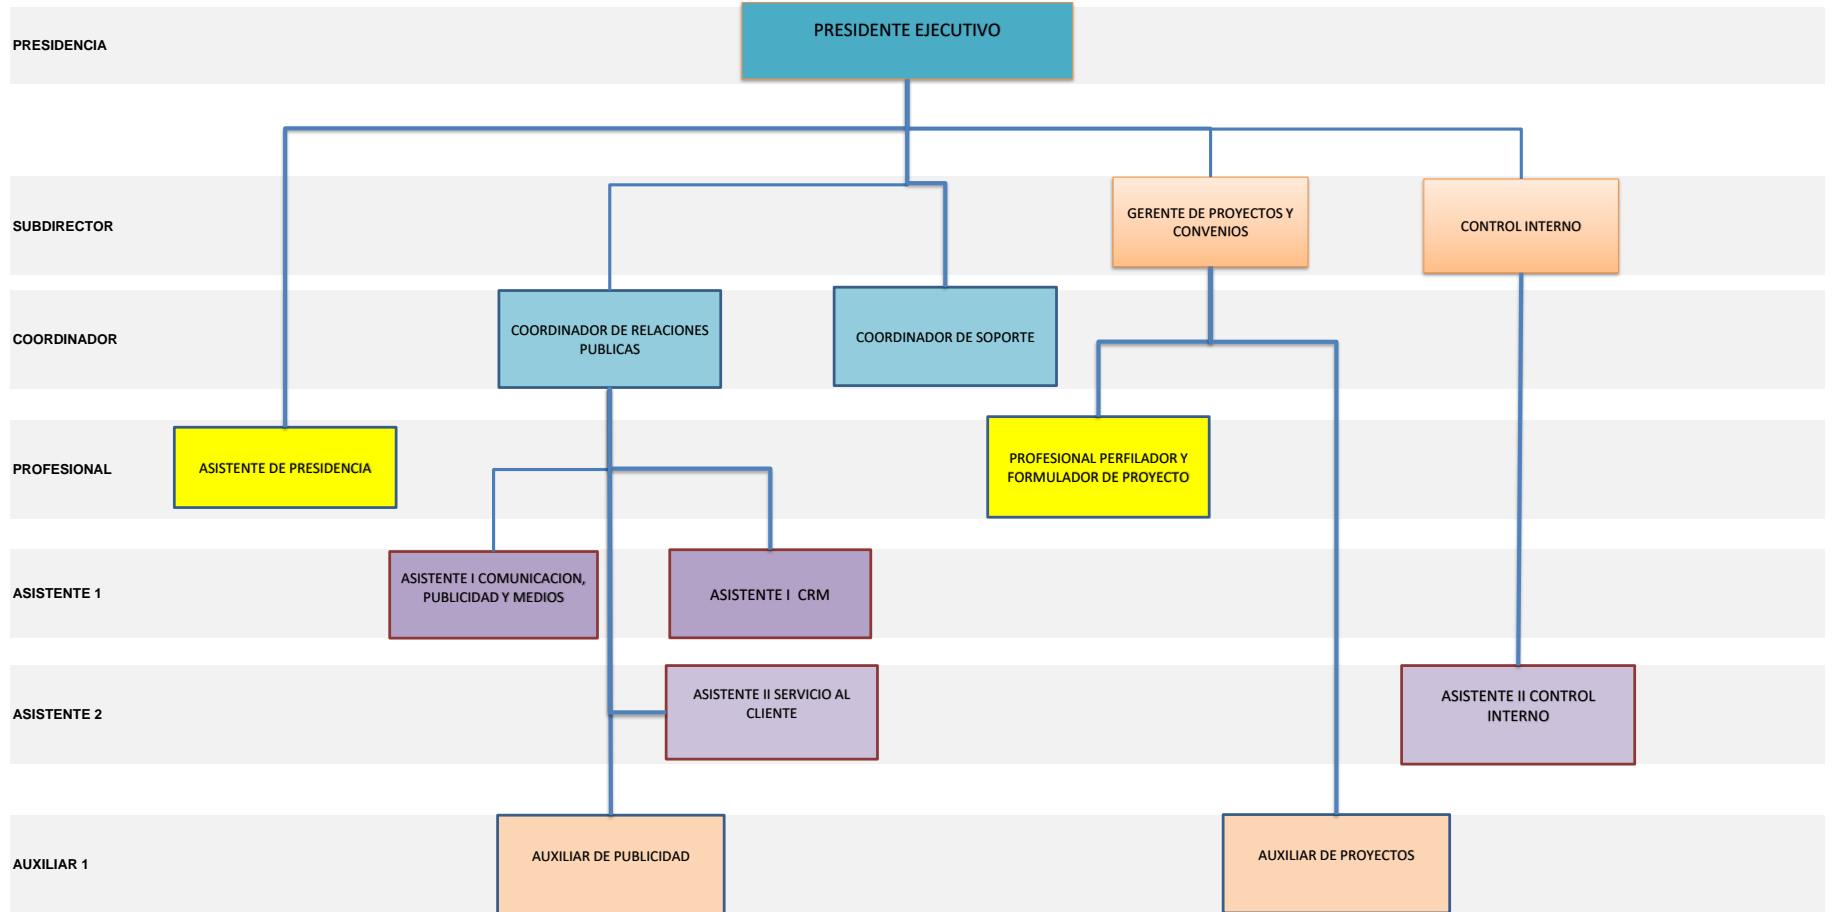 PRESIDENTE EJECUTIVO
PRESIDENCIA
SUBDIRECTOR
GERENTE DE PROYECTOS Y
CONVENIOS
CONTROL INTERNO
COORDINADOR
COORDINADOR DE RELACIONES
PUBLICAS
COORDINADOR DE SOPORTE
PROFESIONAL
ASISTENTE DE PRESIDENCIA
PROFESIONAL PERFILADOR Y
FORMULADOR DE PROYECTO
ASISTENTE 1
ASISTENTE I COMUNICACION,
PUBLICIDAD Y MEDIOS
ASISTENTE I  CRM
ASISTENTE 2
ASISTENTE II SERVICIO AL
CLIENTE
ASISTENTE II CONTROL
INTERNO
AUXILIAR 1
AUXILIAR DE PUBLICIDAD
AUXILIAR DE PROYECTOS